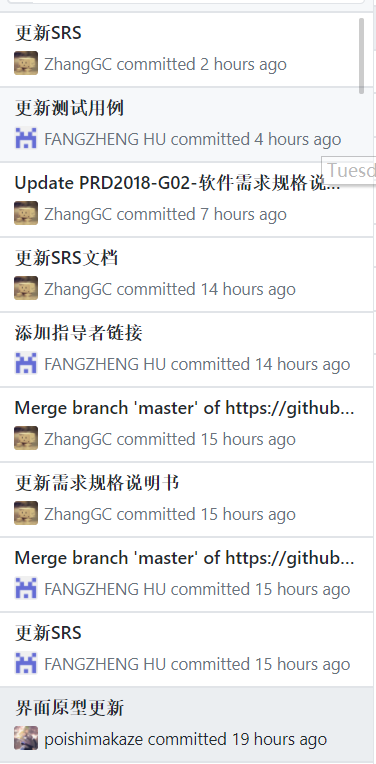 更新SRS
ZhangGC committed 2 hours ago
更新测试用例
FANGZHENG HU committed 4 hours ago
Tuesd
Update PRD2018-G02-软件需求规格说...
ZhangGC committed 7 hours ago
更新SRS文档
ZhangGC committed 14 hours ago
添加指导者链接
FANGZHENG HU committed 14 hours ago
Merge branch 'master' of https://github...
ZhangGC committed 15 hours ago
更新需求规格说明书
ZhangGC committed 15 hours ago
Merge branch 'master' of https://github...
FANGZHENG HU committed 15 hours ago
更新SRS
FANGZHENG HU committed 15 hours ago
界面原型更新
poishimakaze committed 19 hours ago